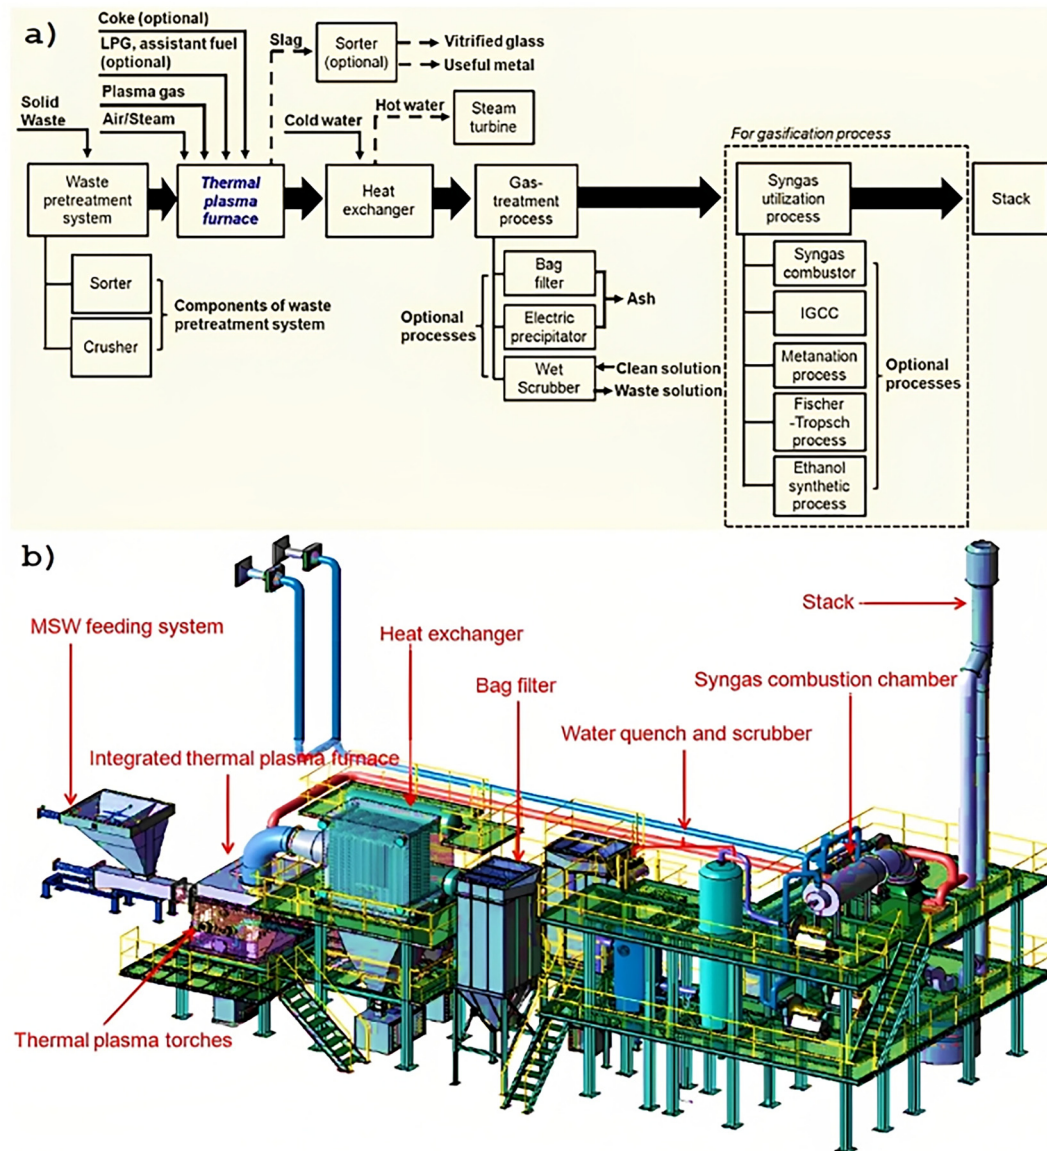 a)
Coke (optional)
LPG, assistant fuel
(optional)
Plasma gas
Air/Steam
Solid
Waste
Slag
Sorter
(optional)
Vitrified glass
Useful metal
Cold water
Hot water
Steam
turbine
For gasification process
Waste
pretreatment
system
Thermal
plasma
furnace
Heat
exchanger
Gas-
treatment
process
Syngas
utilization
process
Stack
Sorter
Crusher
Components of waste
pretreatment system
Optional
processes
Bag
filter
Electric
precipitator
Wet
Scrubber
Ash
Clean solution
Waste solution
Syngas
combustor
IGCC
Metanation
process
Fischer
-Tropsch
process
Ethanol
synthetic
process
Optional
processes
b)
MSW feeding system
Heat exchanger
Bag filter
Stack
Syngas combustion chamber
Water quench and scrubber
Integrated thermal plasma furnace
Thermal plasma torches